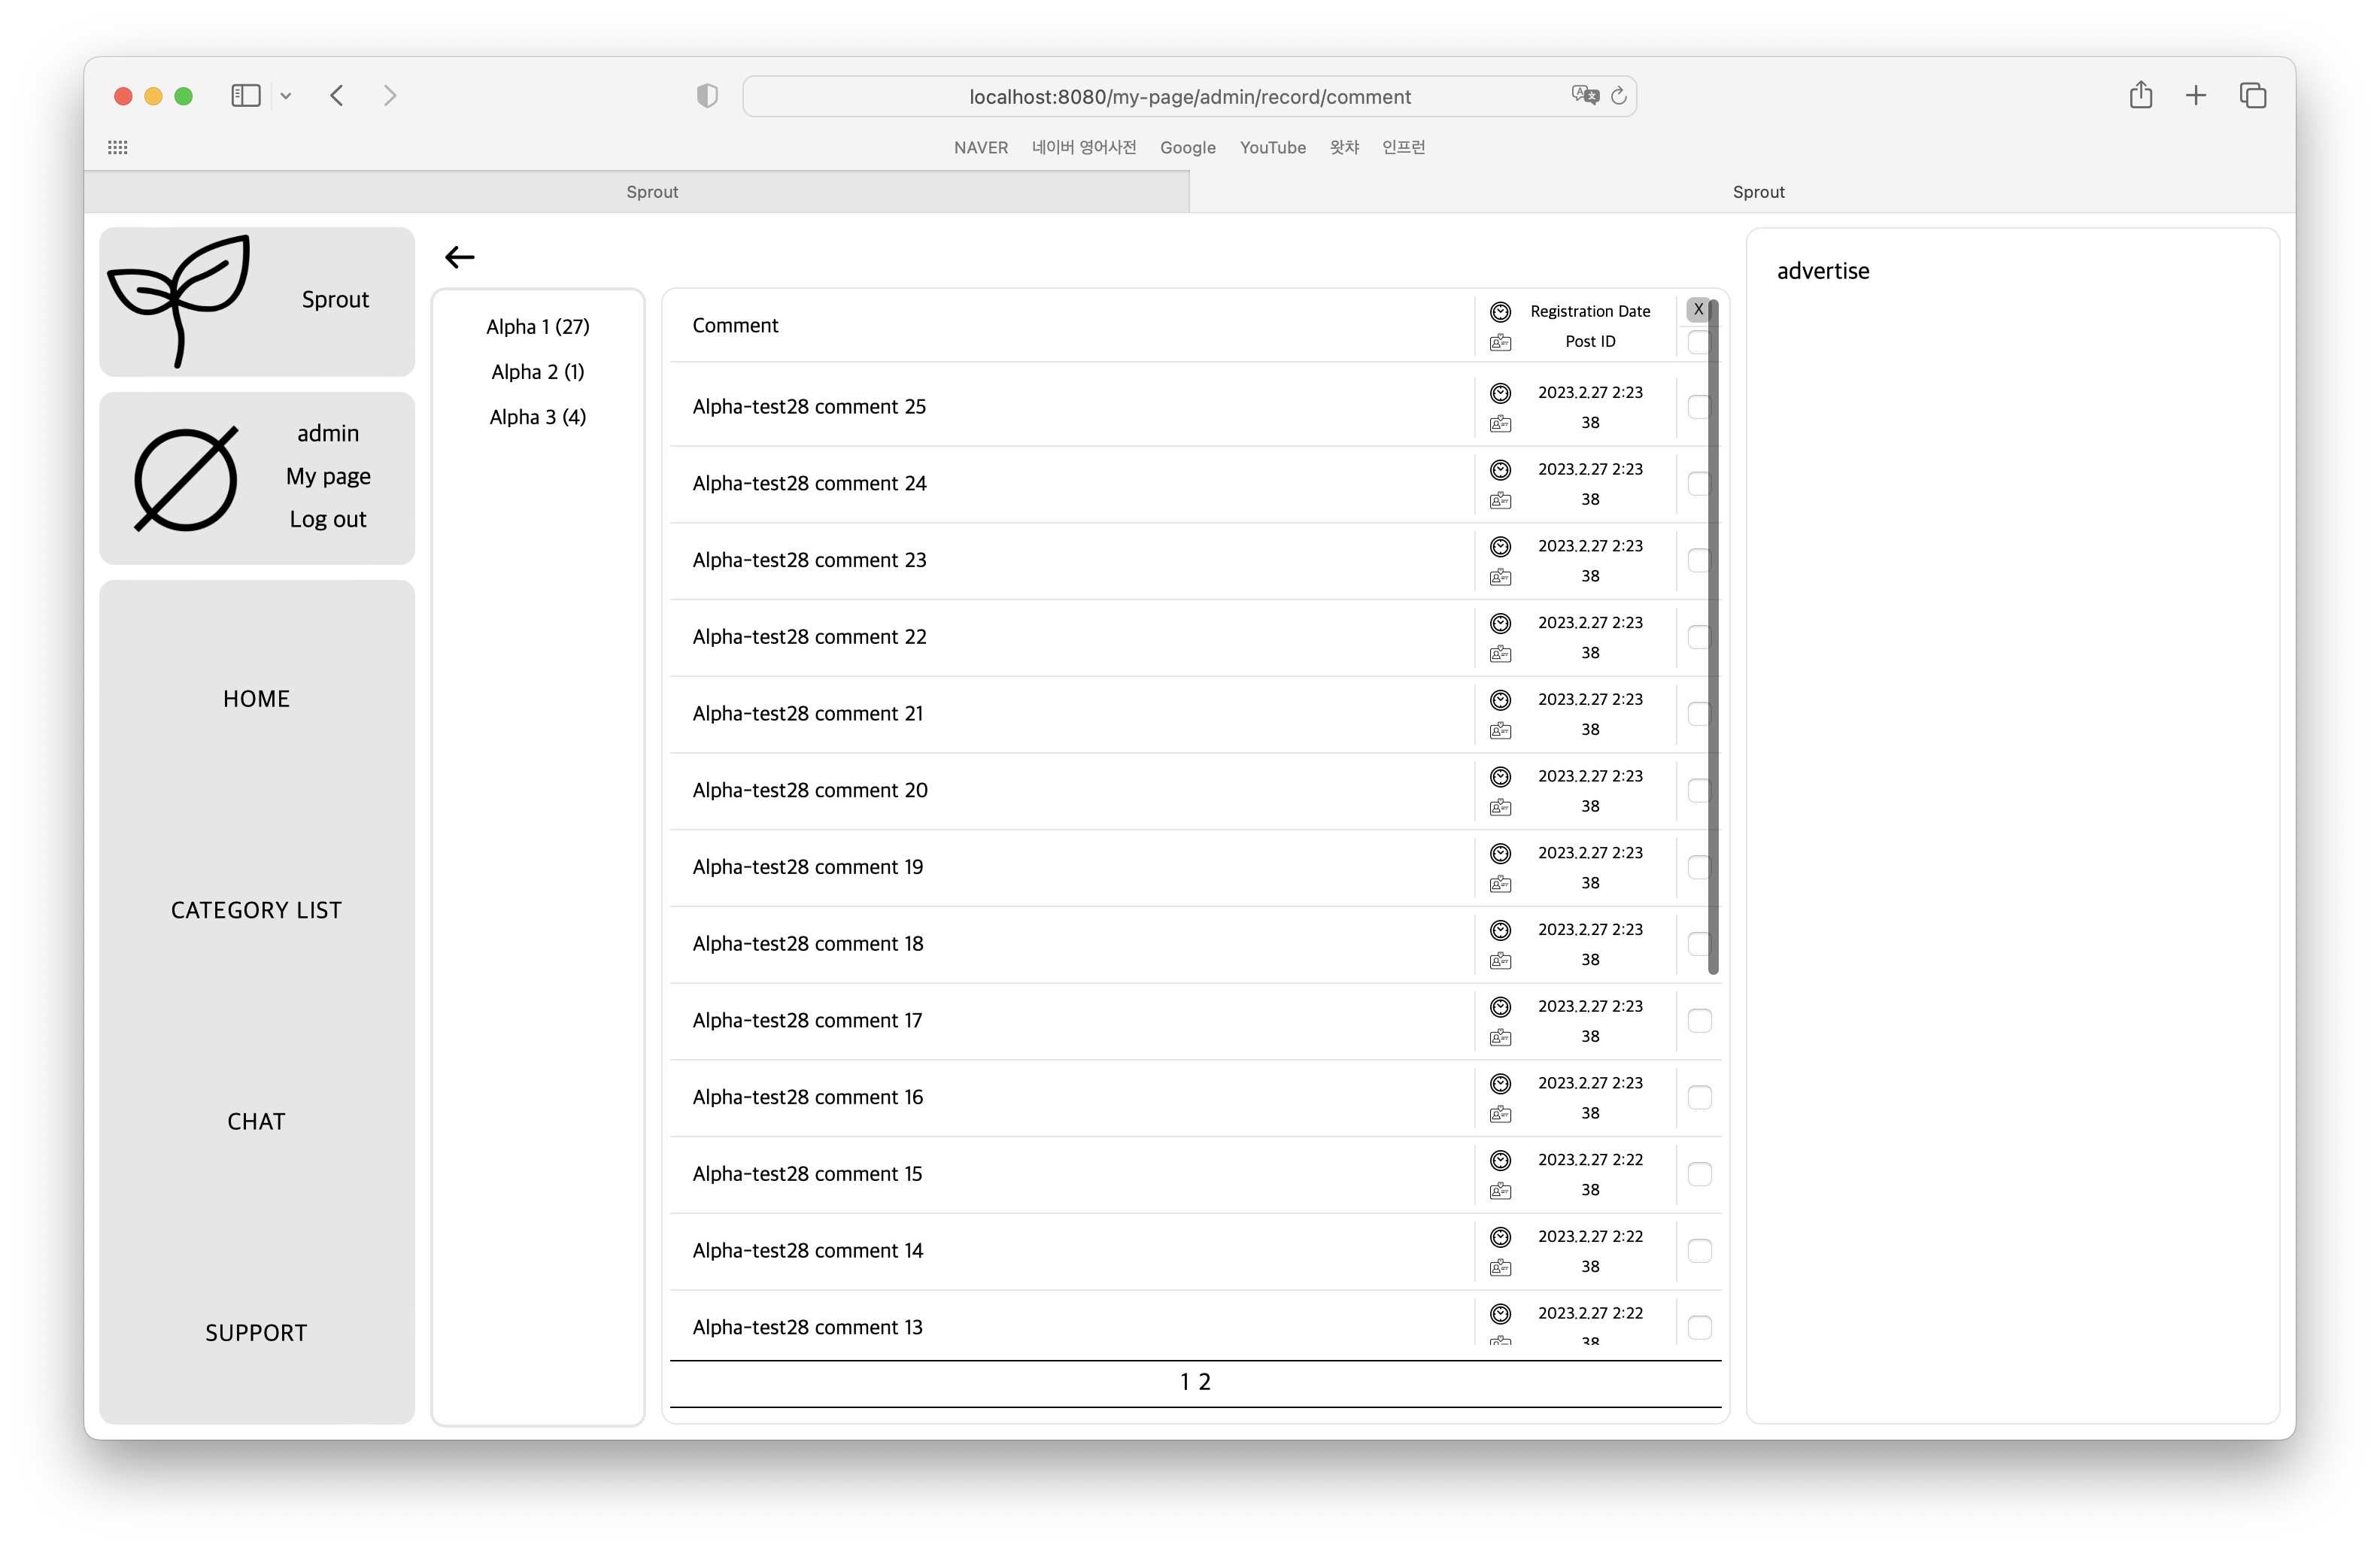 localhost:8080/my-page/admin/record/comment
NAVER 네이버 영어사전 Google YouTube 왓챠 인프런
Sprout
Sprout
Sprout
admin
My page
Log out
HOME
CATEGORY LIST
CHAT
SUPPORT
Alpha 1 (27)
Alpha 2 (1)
Alpha 3 (4)
Comment
Registration Date
Post ID
X
Alpha-test28 comment 25
2023.2.27 2:23
38
Alpha-test28 comment 24
2023.2.27 2:23
38
Alpha-test28 comment 23
2023.2.27 2:23
38
Alpha-test28 comment 22
2023.2.27 2:23
38
Alpha-test28 comment 21
2023.2.27 2:23
38
Alpha-test28 comment 20
2023.2.27 2:23
38
Alpha-test28 comment 19
2023.2.27 2:23
38
Alpha-test28 comment 18
2023.2.27 2:23
38
Alpha-test28 comment 17
2023.2.27 2:23
38
Alpha-test28 comment 16
2023.2.27 2:23
38
Alpha-test28 comment 15
2023.2.27 2:22
38
Alpha-test28 comment 14
2023.2.27 2:22
38
Alpha-test28 comment 13
2023.2.27 2:22
38
1 2
advertise